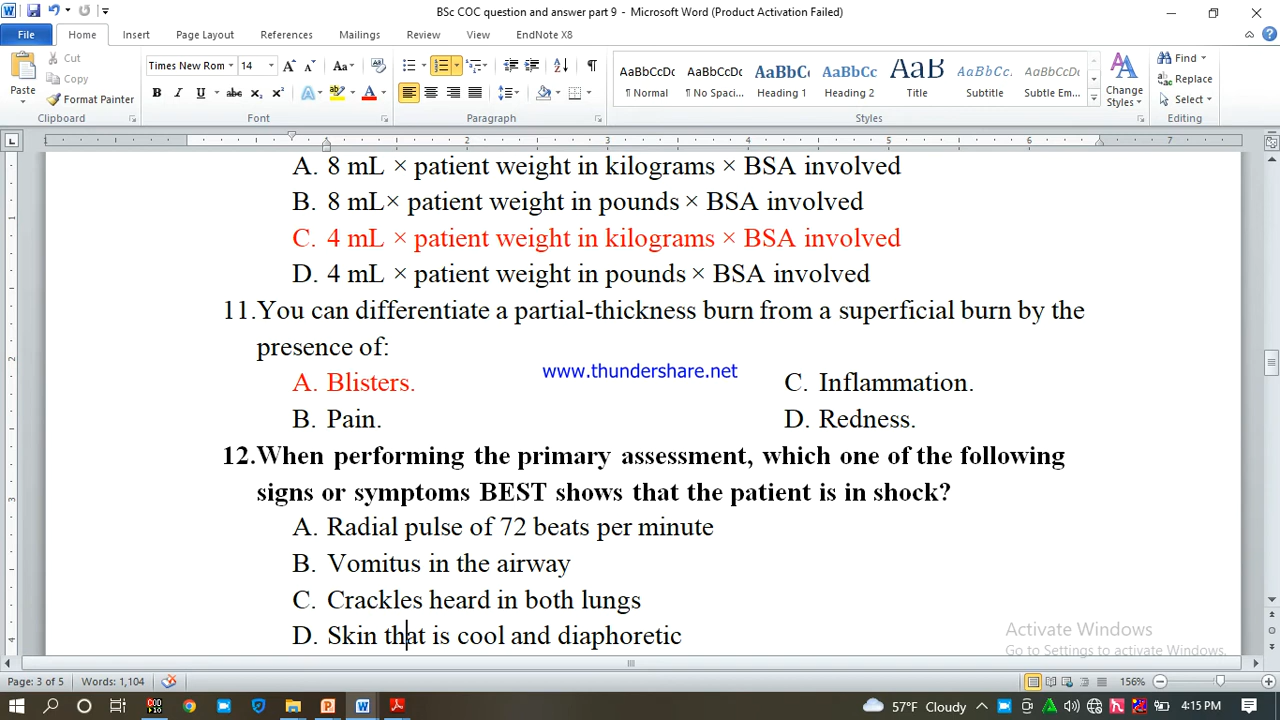 BSc COC question and answer part 9 - Microsoft Word (Product Activation Failed)
File Home Insert Page Layout References Mailings Review View EndNote X8
Paste
Cut
Copy
Format Painter
Clipboard
Times New Rom 14
Font
Paragraph
AaBbCcDc AaBbCcDc AaBbC AaBbCc AaB AaBbCcL AaBbCcDc
¶ Normal ¶ No Spaci... Heading 1 Heading 2 Title Subtitle Subtle Em...
Styles
Change
Styles
Find
Replace
Select
Editing
1 2 3 4 5 6 7
A. 8 mL × patient weight in kilograms × BSA involved
B. 8 mL× patient weight in pounds × BSA involved
C. 4 mL × patient weight in kilograms × BSA involved
D. 4 mL × patient weight in pounds × BSA involved
11.You can differentiate a partial-thickness burn from a superficial burn by the
presence of:
www.thundershare.net
A. Blisters. C. Inflammation.
B. Pain. D. Redness.
12.When performing the primary assessment, which one of the following
signs or symptoms BEST shows that the patient is in shock?
A. Radial pulse of 72 beats per minute
B. Vomitus in the airway
C. Crackles heard in both lungs
D. Skin that is cool and diaphoretic
Activate Windows
Go to Settings to activate Windows.
Page: 3 of 5 Words: 1,104 156%
57°F Cloudy 4:15 PM